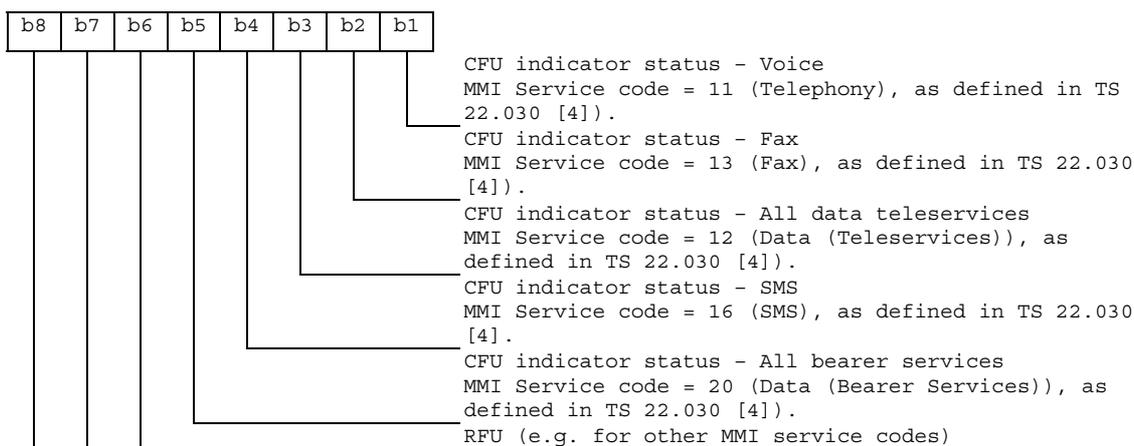 b8 b7 b6 b5 b4 b3 b2 b1
CFU indicator status – Voice
MMI Service code = 11 (Telephony), as defined in TS
22.030 [4]).
CFU indicator status – Fax
MMI Service code = 13 (Fax), as defined in TS 22.030
[4]).
CFU indicator status – All data teleservices
MMI Service code = 12 (Data (Teleservices)), as
defined in TS 22.030 [4]).
CFU indicator status – SMS
MMI Service code = 16 (SMS), as defined in TS 22.030
[4].
CFU indicator status – All bearer services
MMI Service code = 20 (Data (Bearer Services)), as
defined in TS 22.030 [4]).
RFU (e.g. for other MMI service codes)